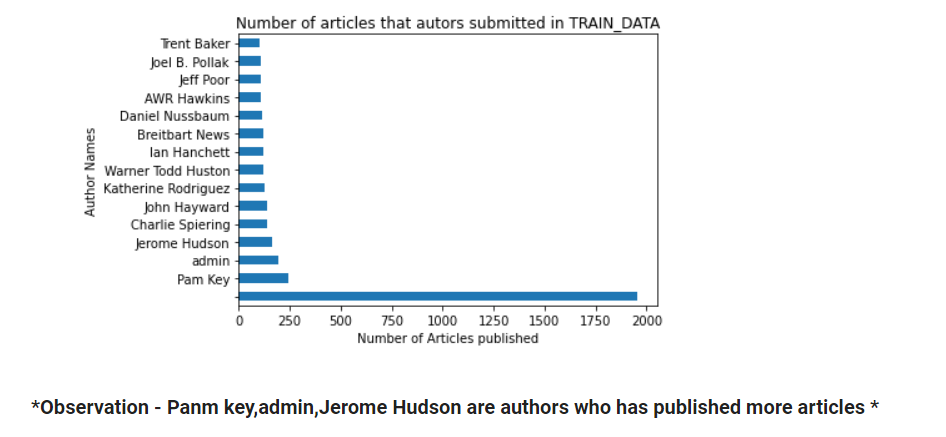 Number of articles that autors submitted in TRAIN_DATA
Trent Baker
Joel B. Pollak
Jeff Poor
AWR Hawkins
Daniel Nussbaum
Breitbart News
Ian Hanchett
Warner Todd Huston
Katherine Rodriguez
John Hayward
Charlie Spiering
Jerome Hudson
admin
Pam Key
Author Names
0 250 500 750 1000 1250 1500 1750 2000
Number of Articles published
*Observation - Panm key,admin,Jerome Hudson are authors who has published more articles *